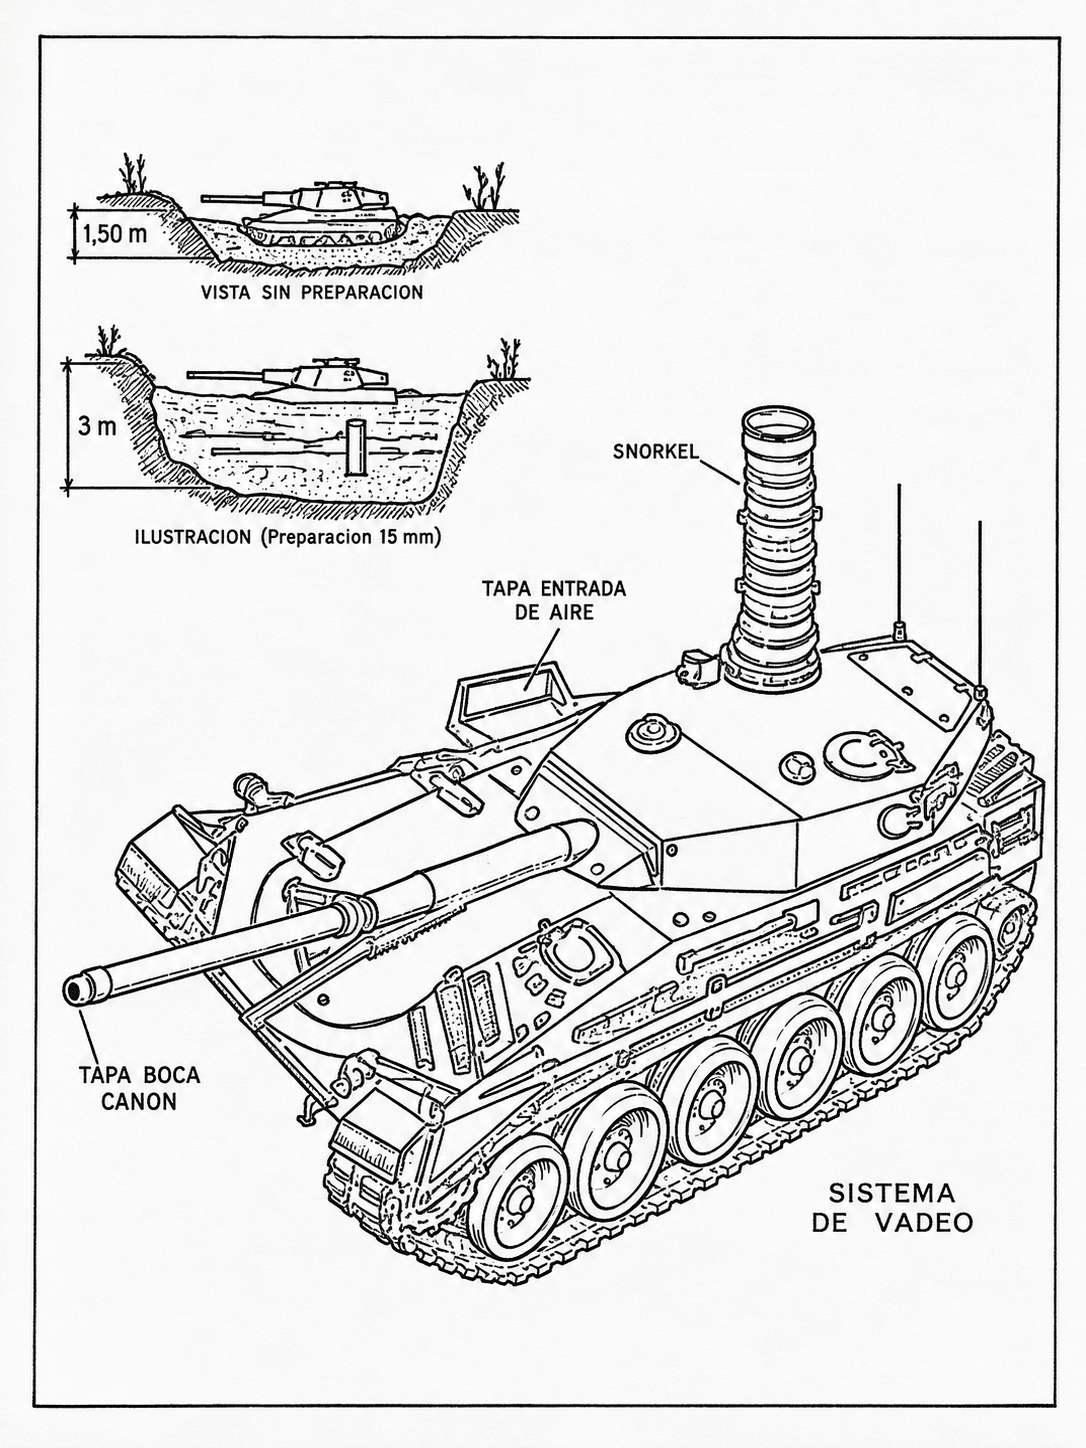 1,50 m
VISTA SIN PREPARACION
3 m
ILUSTRACION (Preparacion 15 mm)
SNORKEL
TAPA ENTRADA
DE AIRE
TAPA BOCA
CANON
SISTEMA
DE VADEO